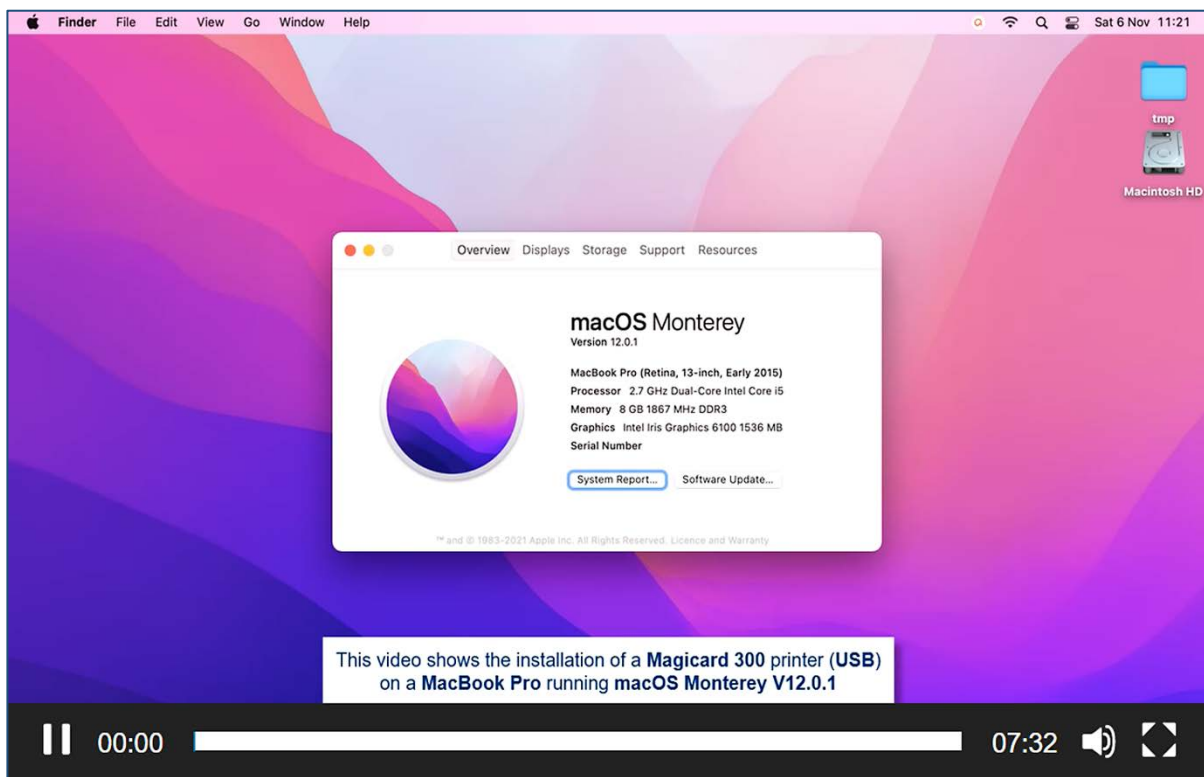 Finder File Edit View Go Window Help Sat 6 Nov 11:21
tmp
Macintosh HD
Overview Displays Storage Support Resources
macOS Monterey
Version 12.0.1
MacBook Pro (Retina, 13-inch, Early 2015)
Processor 2.7 GHz Dual-Core Intel Core i5
Memory 8 GB 1867 MHz DDR3
Graphics Intel Iris Graphics 6100 1536 MB
Serial Number
System Report... Software Update...
™ and © 1983-2021 Apple Inc. All Rights Reserved. Licence and Warranty
This video shows the installation of a Magicard 300 printer (USB)
on a MacBook Pro running macOS Monterey V12.0.1
00:00 07:32